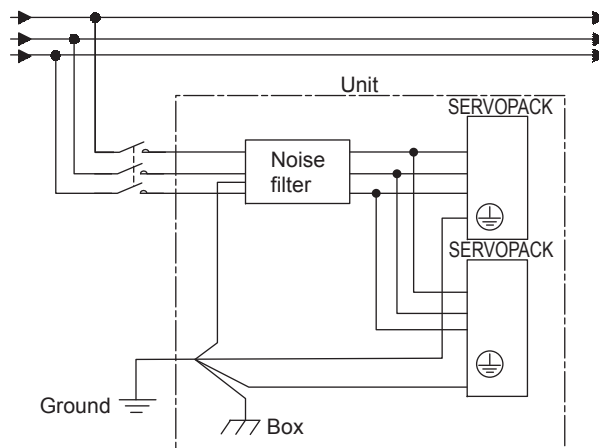 Unit
SERVOPACK
Noise
filter
SERVOPACK
Ground
Box